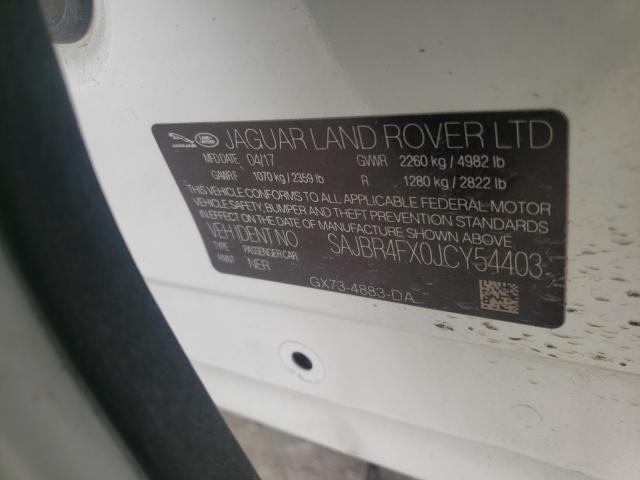 JAGUAR LAND ROVER LTD
MFD DATE 04/17 GVWR 2260 kg / 4982 lb
GAWR F 1070 kg / 2359 lb R 1280 kg / 2822 lb
THIS VEHICLE CONFORMS TO ALL APPLICABLE FEDERAL MOTOR
VEHICLE SAFETY, BUMPER AND THEFT PREVENTION STANDARDS
IN EFFECT ON THE DATE OF MANUFACTURE SHOWN ABOVE
VEH IDENT NO SAJBR4FX0JCY54403
TYPE PASSENGER CAR
NER
GX73-4883-DA